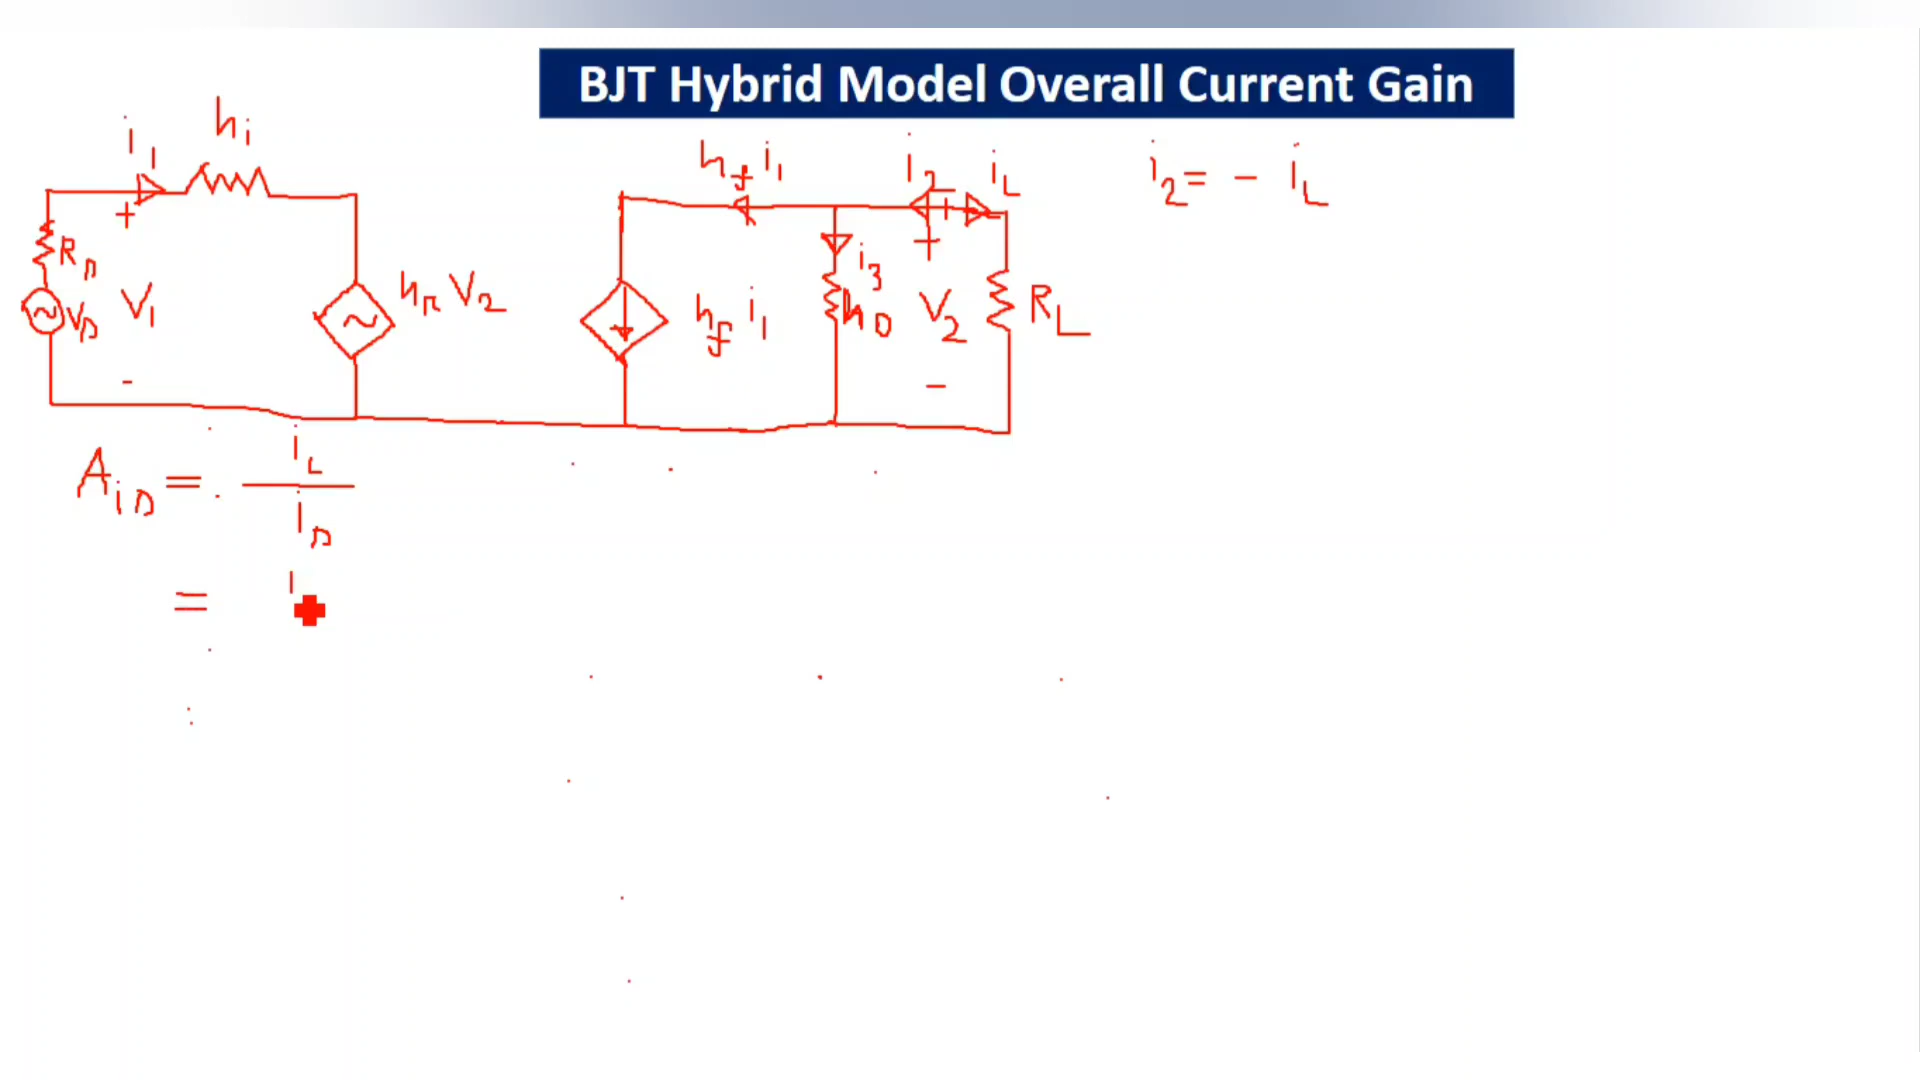 BJT Hybrid Model Overall Current Gain
i1 hi
hf i1 i2 iL i2 = - iL
+ + 
Rs i3
Vs V1 hr V2 hf i1 ho V2 RL
- -
Ais = iL / is
= i